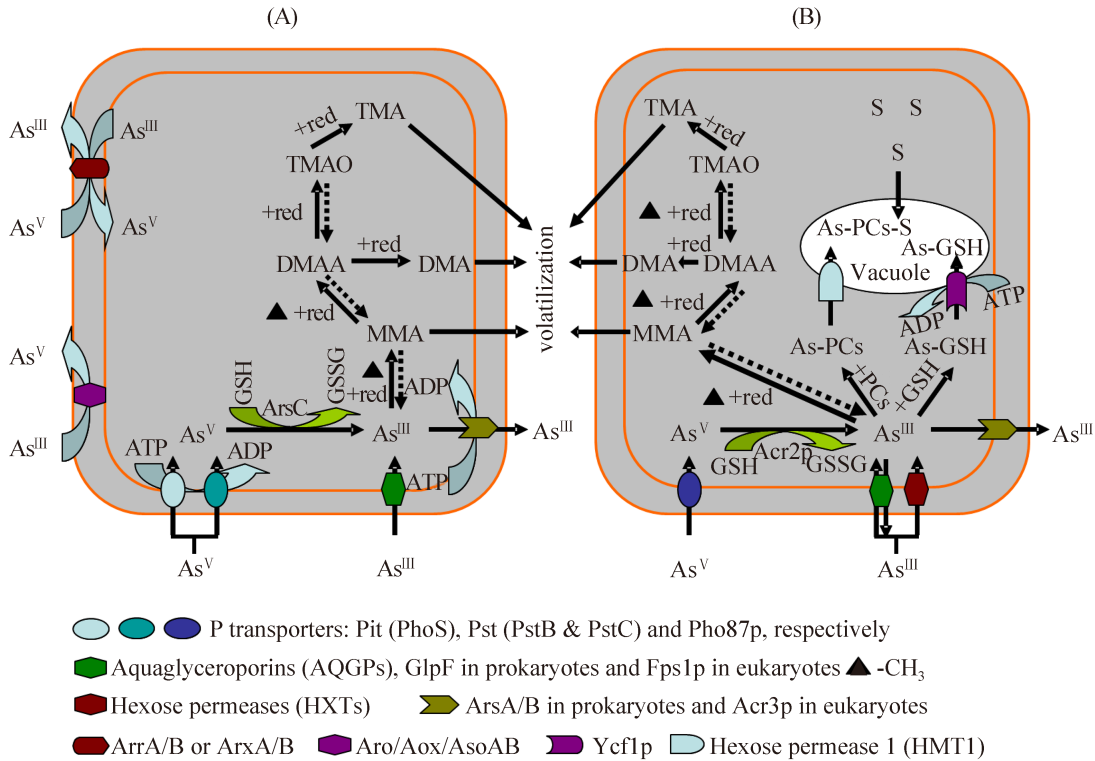 (A)
(B)
As^III
As^III
As^V
As^V
TMA
+red
TMAO
+red
DMAA
+red
DMA
+red
MMA
+red
GSH
GSSG
ArsC
ADP
As^V
As^III
As^III
ATP
ATP
ADP
As^V
As^III
As^V
As^III
volatilization
TMA
+red
TMAO
+red
+red
DMA
DMAA
+red
MMA
+red
S S
S
As-PCs-S
As-GSH
Vacuole
ADP
ATP
As-PCs
As-GSH
+PCs
+GSH
As^V
As^III
As^III
GSH
Acr2p
GSSG
As^V
As^III
P transporters: Pit (PhoS), Pst (PstB & PstC) and Pho87p, respectively
Aquaglyceroporins (AQGPs), GlpF in prokaryotes and Fps1p in eukaryotes
-CH₃
Hexose permeases (HXTs)
ArsA/B in prokaryotes and Acr3p in eukaryotes
ArrA/B or ArxA/B
Aro/Aox/AsoAB
Ycf1p
Hexose permease 1 (HMT1)